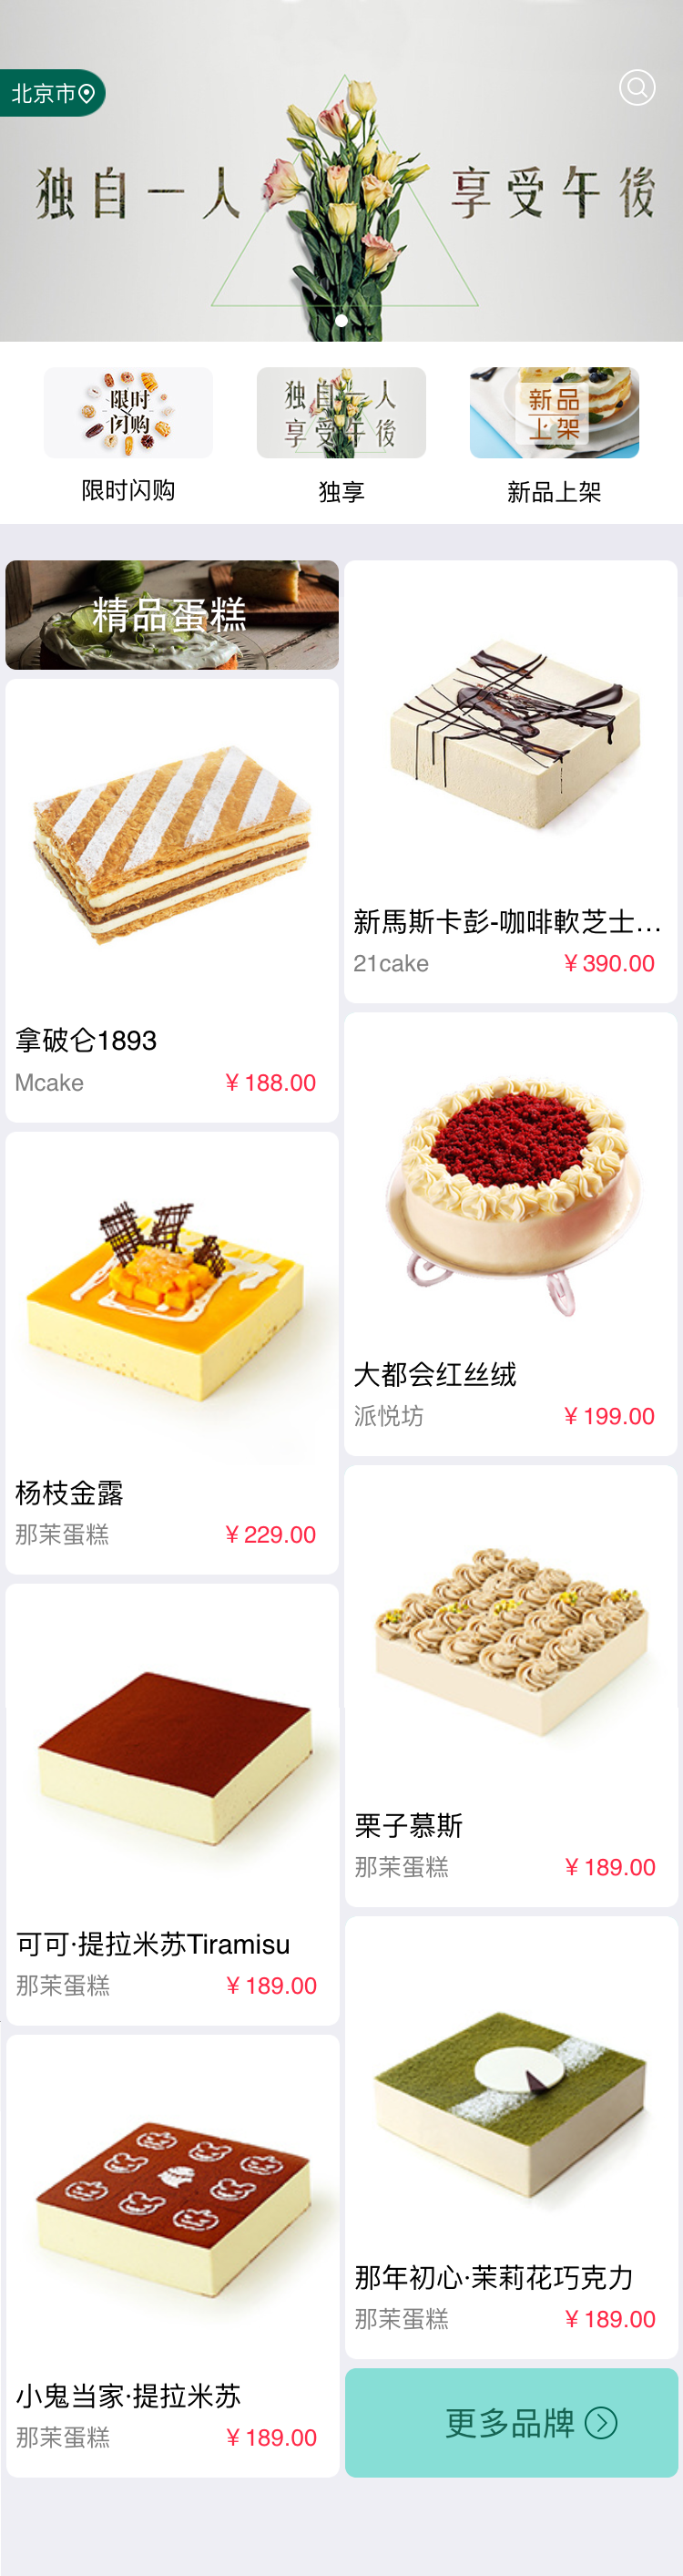 北京市
独自一人 享受午後
限时
闪购
独自一人
享受午後
新品
上架
限时闪购
独享
新品上架
精品蛋糕
新馬斯卡彭-咖啡軟芝士...
21cake ￥390.00
拿破仑1893
Mcake ￥188.00
大都会红丝绒
派悦坊 ￥199.00
杨枝金露
那茉蛋糕 ￥229.00
栗子慕斯
那茉蛋糕 ￥189.00
可可·提拉米苏Tiramisu
那茉蛋糕 ￥189.00
那年初心·茉莉花巧克力
那茉蛋糕 ￥189.00
小鬼当家·提拉米苏
那茉蛋糕 ￥189.00
更多品牌